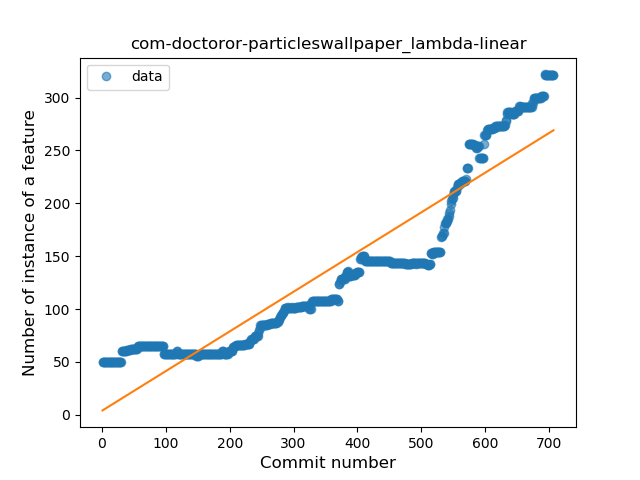 com-doctoror-particleswallpaper_lambda-linear
data
Number of instance of a feature
300
250
200
150
100
50
0
0 100 200 300 400 500 600 700
Commit number